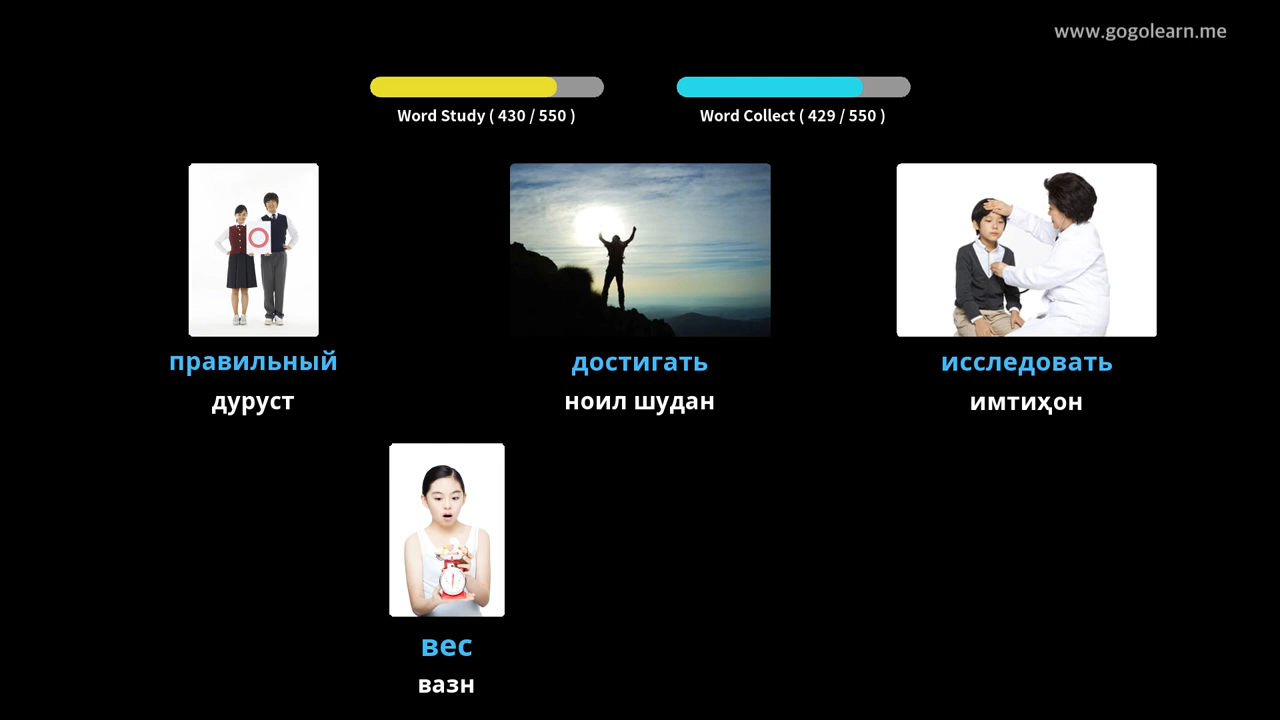 www.gogolearn.me
Word Study ( 430 / 550 )
Word Collect ( 429 / 550 )
правильный
дуруст
достигать
ноил шудан
исследовать
имтиҳон
вес
вазн